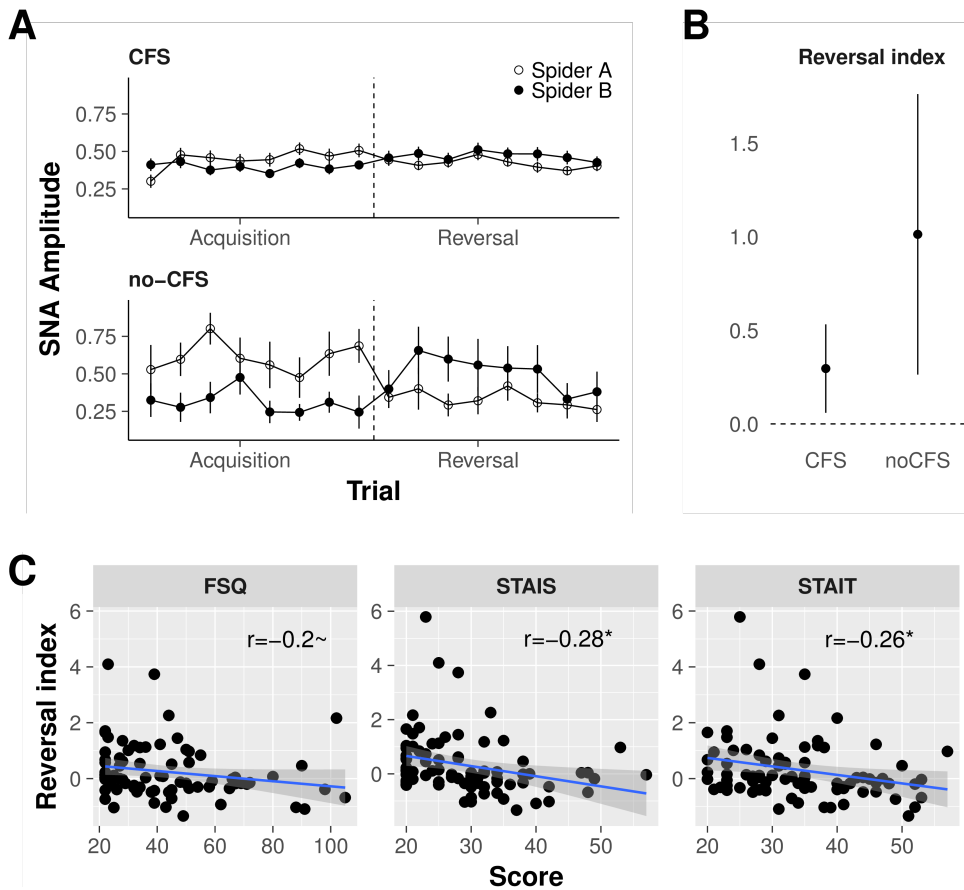 A
CFS
Spider A
Spider B
0.75
0.50
0.25
Acquisition Reversal
no−CFS
0.75
0.50
0.25
Acquisition Reversal
SNA Amplitude
Trial
B
Reversal index
1.5
1.0
0.5
0.0
CFS noCFS
C
FSQ
r=−0.2~
6
4
2
0
20 40 60 80 100
STAIS
r=−0.28*
6
4
2
0
20 30 40 50
STAIT
r=−0.26*
6
4
2
0
20 30 40 50
Reversal index
Score